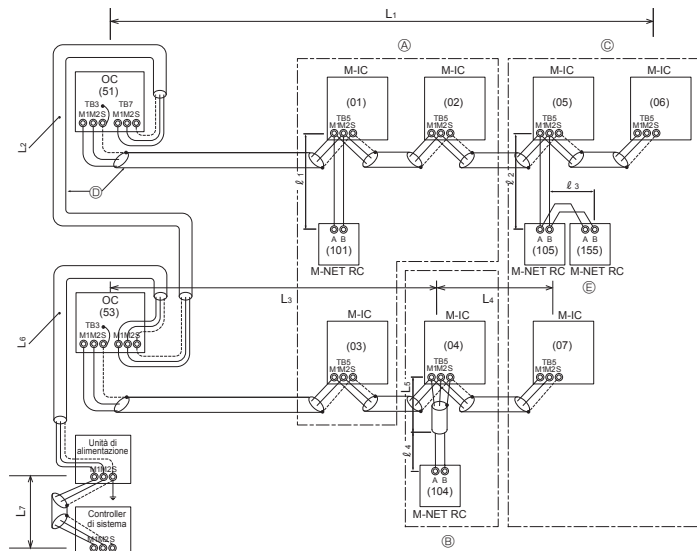 L1
Ⓐ
Ⓒ
M-IC
M-IC
M-IC
M-IC
OC
(51)
(01)
(02)
(05)
(06)
TB3
TB7
M1M2S
M1M2S
TB5
M1M2S
TB5
M1M2S
TB5
M1M2S
TB5
M1M2S
L2
Ⓓ
ℓ1
ℓ2
ℓ3
A B
(101)
M-NET RC
A B
(105)
M-NET RC
A B
(155)
M-NET RC
Ⓔ
L3
L4
OC
(53)
TB3
M1M2S
M1M2S
L6
M-IC
(03)
TB5
M1M2S
M-IC
(04)
TB5
M1M2S
M-IC
(07)
TB5
M1M2S
L5
ℓ4
A B
(104)
M-NET RC
Ⓑ
Unità di
alimentazione
M1M2S
L7
Controller
di sistema
M1M2S